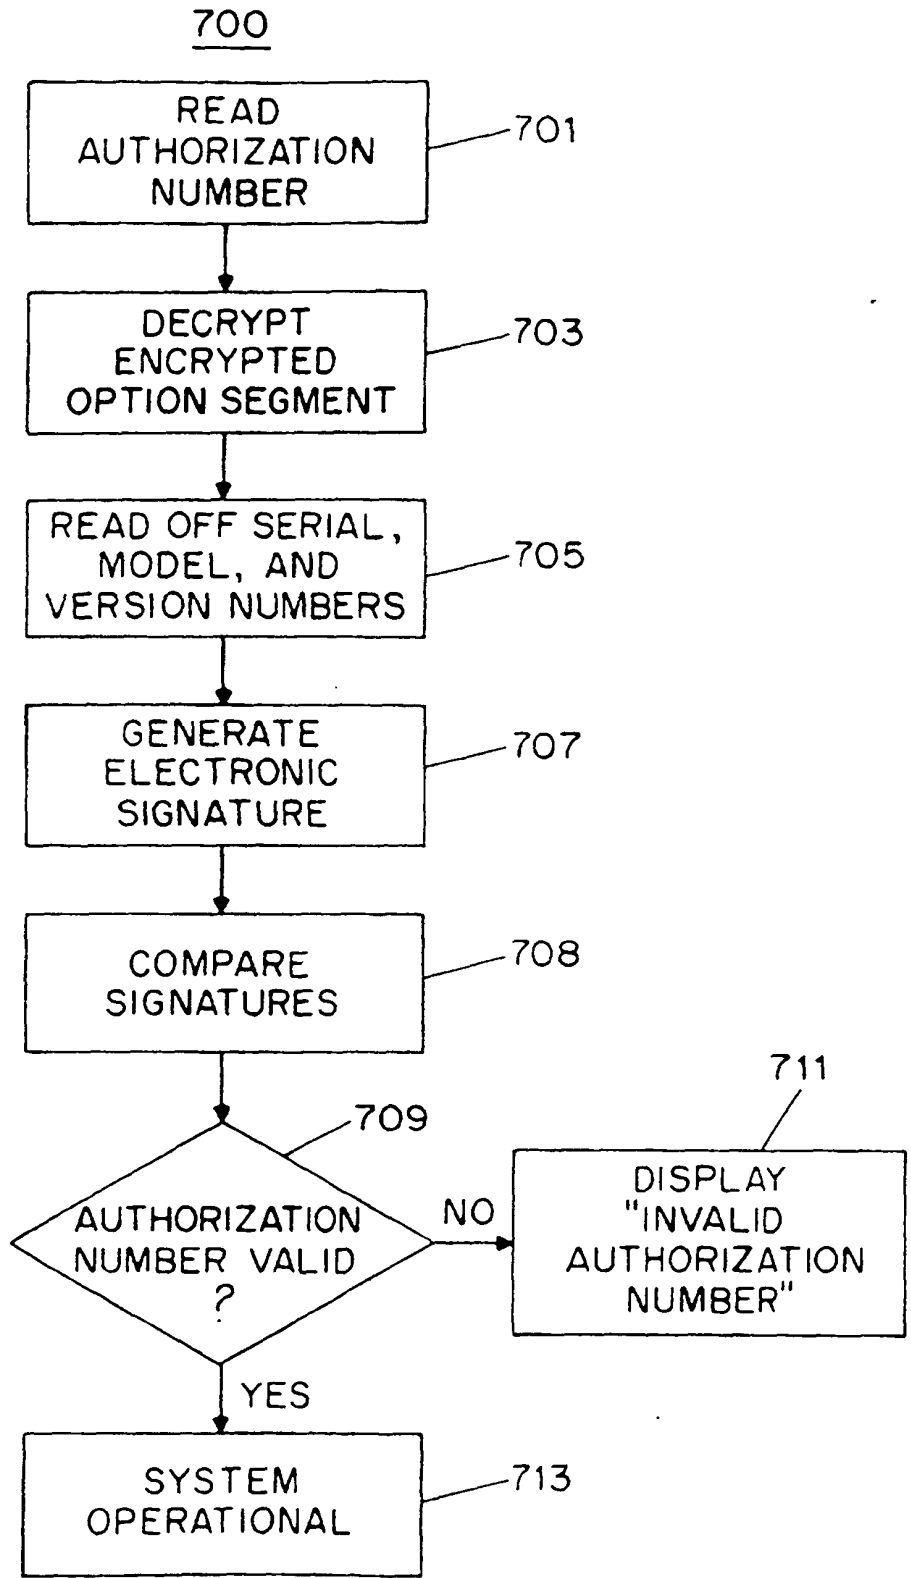 700
READ
AUTHORIZATION
NUMBER
701
DECRYPT
ENCRYPTED
OPTION SEGMENT
703
READ OFF SERIAL,
MODEL, AND
VERSION NUMBERS
705
GENERATE
ELECTRONIC
SIGNATURE
707
COMPARE
SIGNATURES
708
709
AUTHORIZATION
NUMBER VALID
?
NO
711
DISPLAY
"INVALID
AUTHORIZATION
NUMBER"
YES
SYSTEM
OPERATIONAL
713